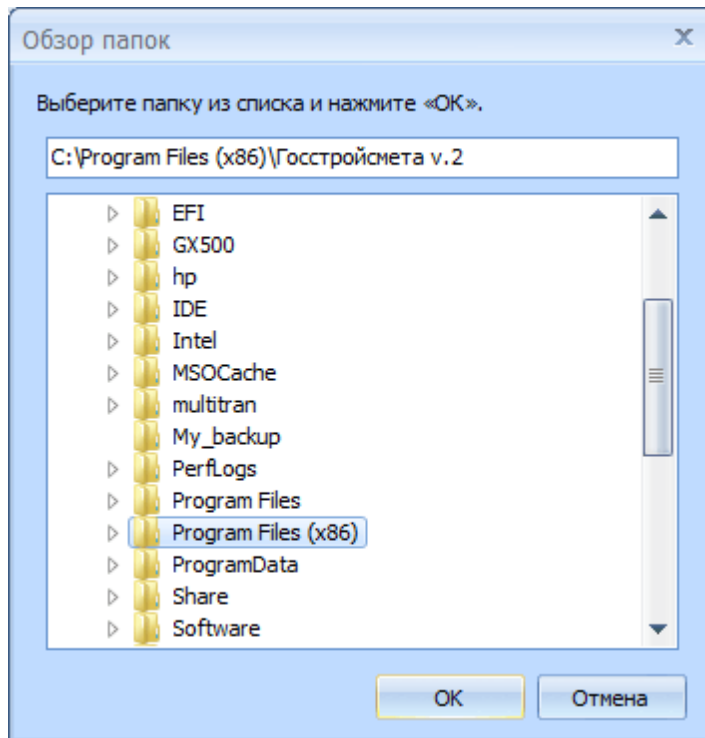 Обзор папок
Выберите папку из списка и нажмите «ОК».
C:\Program Files (x86)\Госстройсмета v.2
EFI
GX500
hp
IDE
Intel
MSOCache
multitran
My_backup
PerfLogs
Program Files
Program Files (x86)
ProgramData
Share
Software
ОК
Отмена